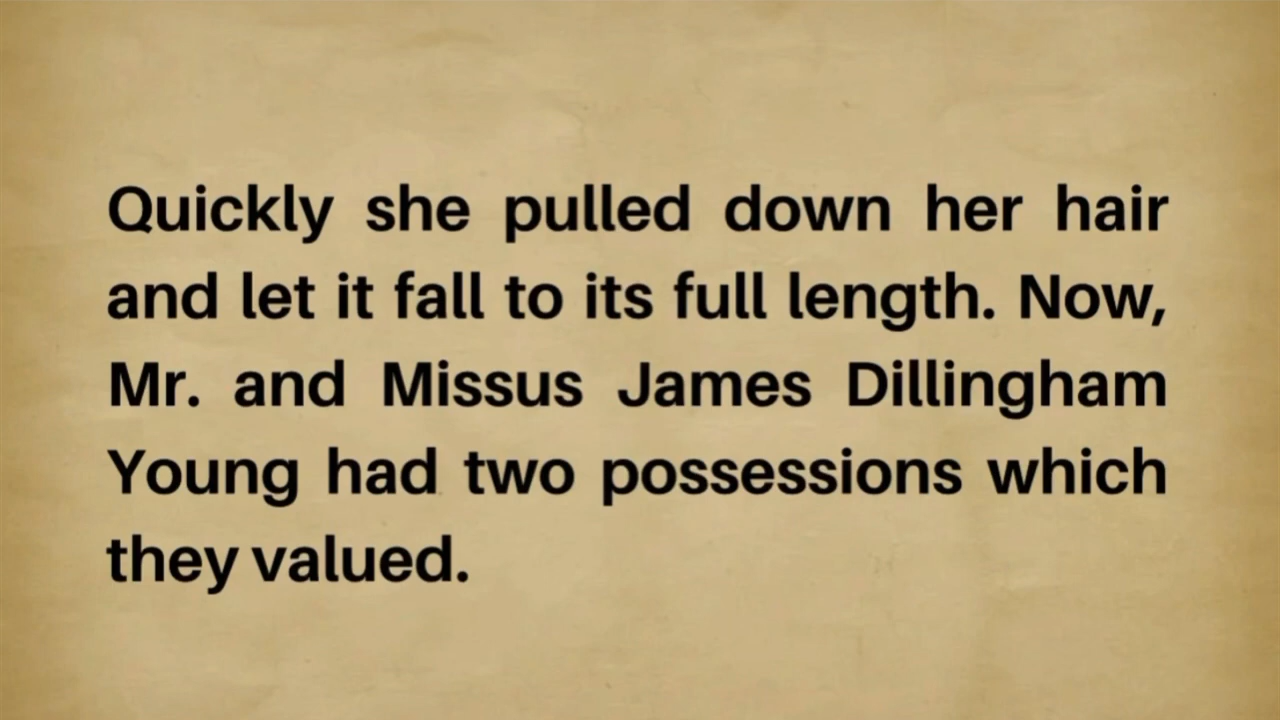 Quickly she pulled down her hair
and let it fall to its full length. Now,
Mr. and Missus James Dillingham
Young had two possessions which
they valued.